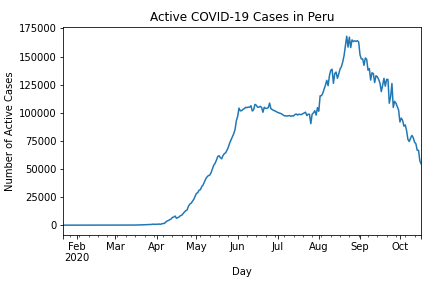 Active COVID-19 Cases in Peru
175000
150000
125000
100000
75000
50000
25000
0
Number of Active Cases
Feb Mar Apr May Jun Jul Aug Sep Oct
2020
Day